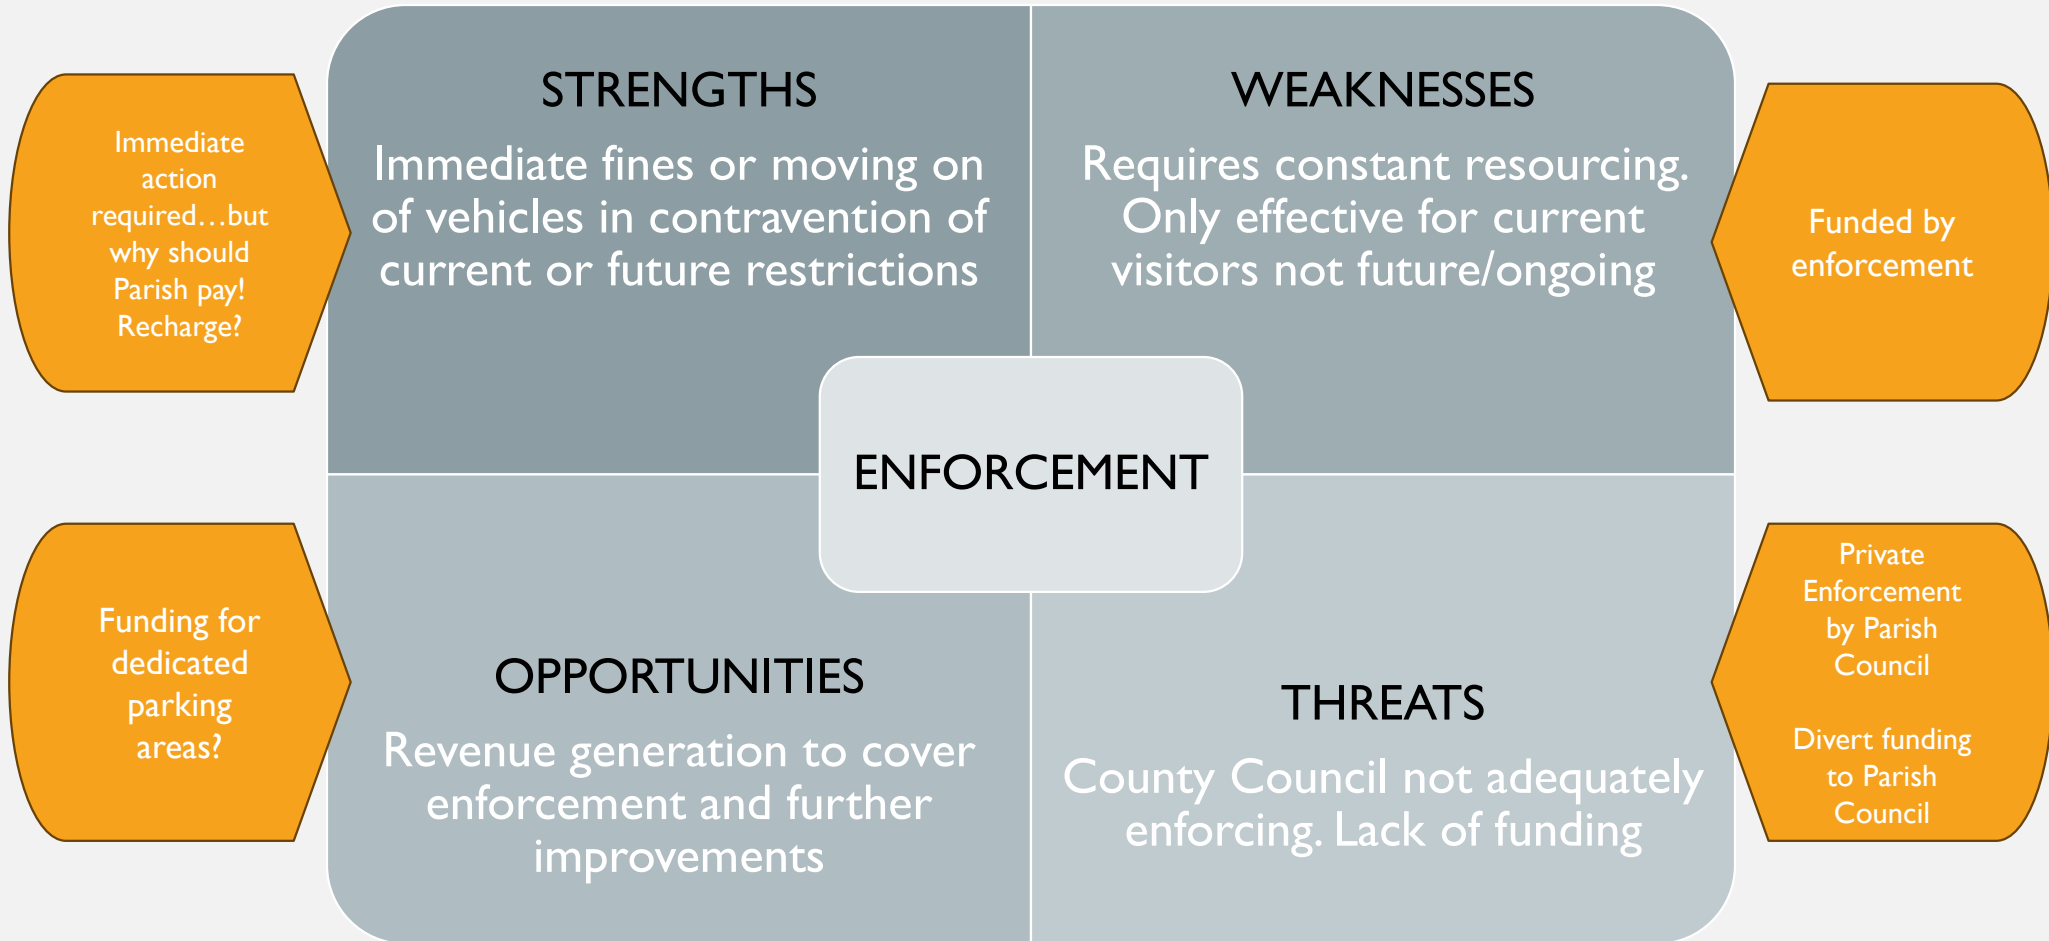 Immediate
action
required...but
why should
Parish pay!
Recharge?
STRENGTHS
Immediate fines or moving on
of vehicles in contravention of
current or future restrictions
WEAKNESSES
Requires constant resourcing.
Only effective for current
visitors not future/ongoing
Funded by
enforcement
ENFORCEMENT
Funding for
dedicated
parking
areas?
OPPORTUNITIES
Revenue generation to cover
enforcement and further
improvements
THREATS
County Council not adequately
enforcing. Lack of funding
Private
Enforcement
by Parish
Council
Divert funding
to Parish
Council